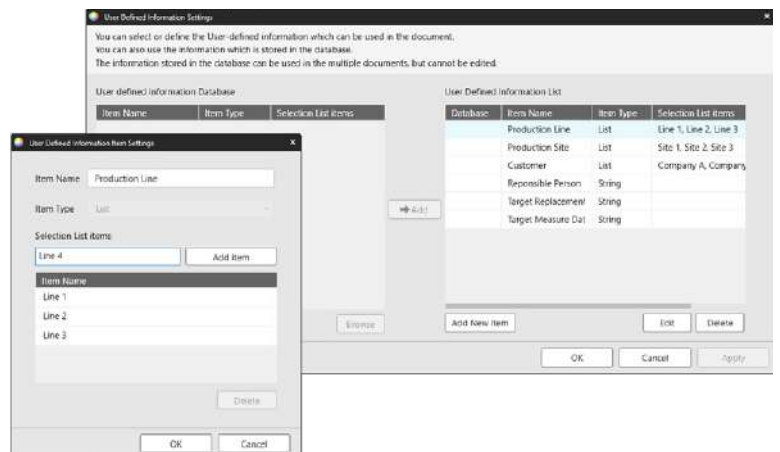 User Defined Information Settings
You can select or define the User-defined information which can be used in the document.
You can also use the information which is stored in the database.
The information stored in the database can be used in the multiple documents, but cannot be edited.
User defined information Database
Item Name Item Type Selection List items
User Defined Information List
Database Item Name Item Type Selection List items
Production Line List Line 1, Line 2, Line 3
Production Site List Site 1, Site 2, Site 3
Customer List Company A, Company
Reponsible Person String
Target Replacement String
Target Measure Dat String
Add
Browse
Add New Item Edit Delete
OK Cancel Apply
User Defined Information Item Settings
Item Name Production Line
Item Type List
Selection List items
Line 4 Add item
Item Name
Line 1
Line 2
Line 3
Delete
OK Cancel